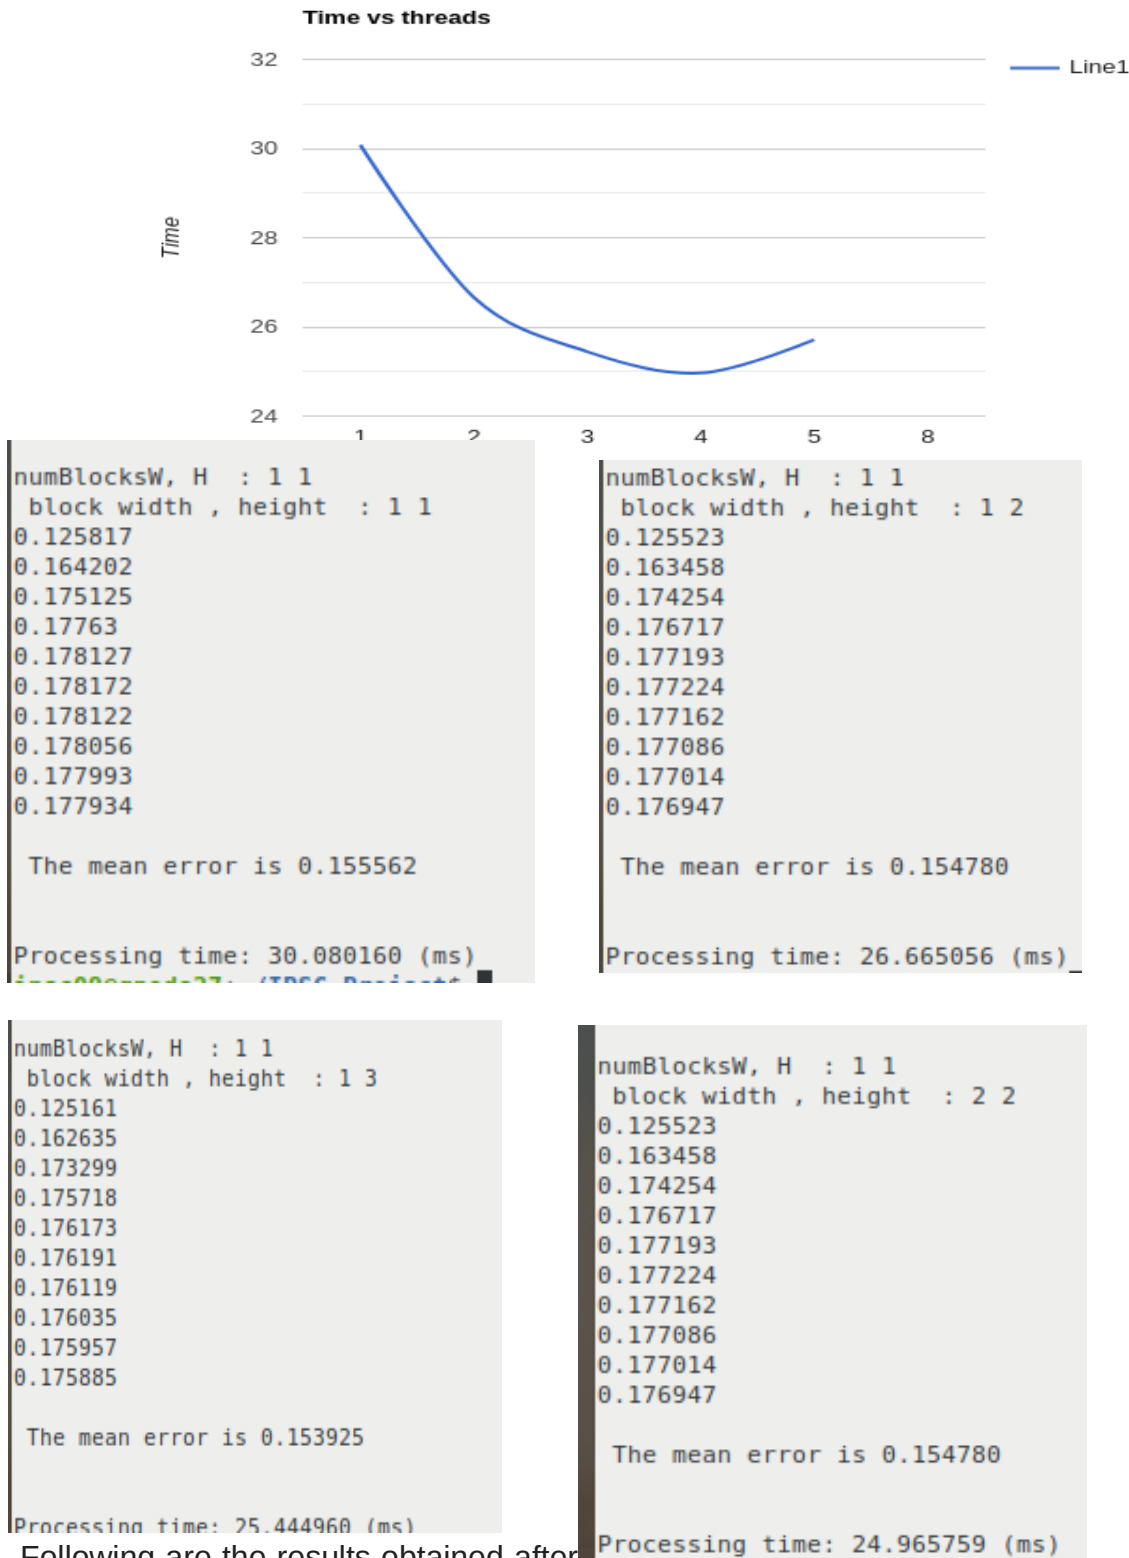 Time vs threads
32
Line1
30
28
Time
26
24
1 2 3 4 5 8
numBlocksW, H : 1 1
block width , height : 1 1
0.125817
0.164202
0.175125
0.17763
0.178127
0.178172
0.178122
0.178056
0.177993
0.177934
The mean error is 0.155562
Processing time: 30.080160 (ms)
numBlocksW, H : 1 1
block width , height : 1 2
0.125523
0.163458
0.174254
0.176717
0.177193
0.177224
0.177162
0.177086
0.177014
0.176947
The mean error is 0.154780
Processing time: 26.665056 (ms)_
numBlocksW, H : 1 1
block width , height : 1 3
0.125161
0.162635
0.173299
0.175718
0.176173
0.176191
0.176119
0.176035
0.175957
0.175885
The mean error is 0.153925
Processing time: 25.444960 (ms)
numBlocksW, H : 1 1
block width , height : 2 2
0.125523
0.163458
0.174254
0.176717
0.177193
0.177224
0.177162
0.177086
0.177014
0.176947
The mean error is 0.154780
Processing time: 24.965759 (ms)
Following are the results obtained after